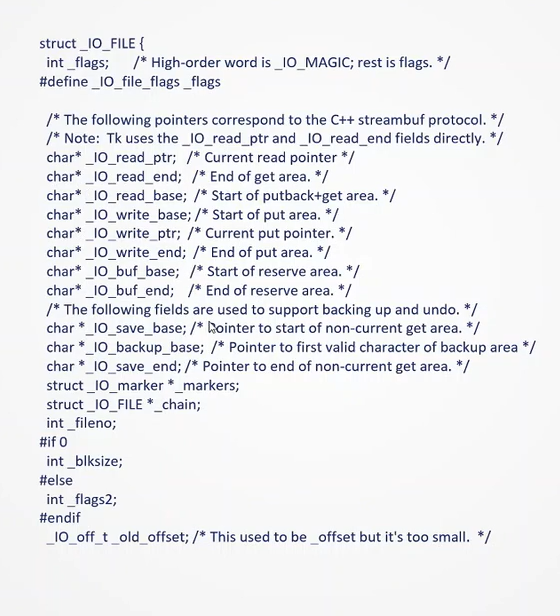 struct _IO_FILE {
int _flags; /* High-order word is _IO_MAGIC; rest is flags. */
#define _IO_file_flags _flags
/* The following pointers correspond to the C++ streambuf protocol. */
/* Note: Tk uses the _IO_read_ptr and _IO_read_end fields directly. */
char* _IO_read_ptr; /* Current read pointer */
char* _IO_read_end; /* End of get area. */
char* _IO_read_base; /* Start of putback+get area. */
char* _IO_write_base; /* Start of put area. */
char* _IO_write_ptr; /* Current put pointer. */
char* _IO_write_end; /* End of put area. */
char* _IO_buf_base; /* Start of reserve area. */
char* _IO_buf_end; /* End of reserve area. */
/* The following fields are used to support backing up and undo. */
char *_IO_save_base; /* Pointer to start of non-current get area. */
char *_IO_backup_base; /* Pointer to first valid character of backup area */
char *_IO_save_end; /* Pointer to end of non-current get area. */
struct _IO_marker *_markers;
struct _IO_FILE *_chain;
int _fileno;
#if 0
int _blksize;
#else
int _flags2;
#endif
_IO_off_t _old_offset; /* This used to be _offset but it's too small. */